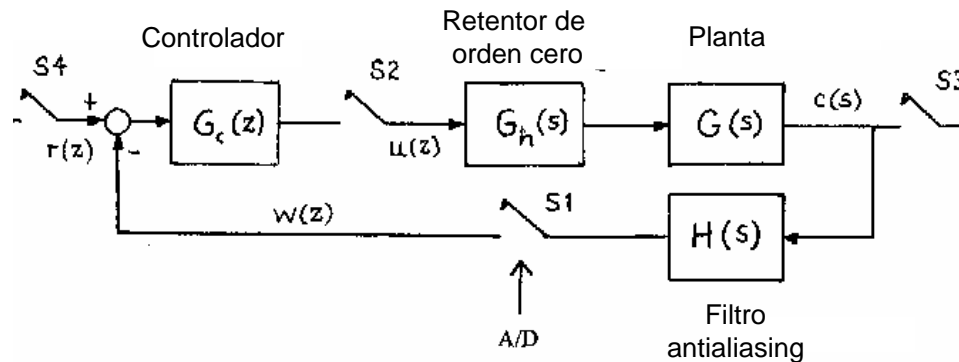 Controlador
Retentor de
orden cero
Planta
S4
S2
c(s)
S3
+
G_c(z)
G_h(s)
G(s)
r(z)
-
u(z)
w(z)
S1
H(s)
A/D
Filtro
antialiasing